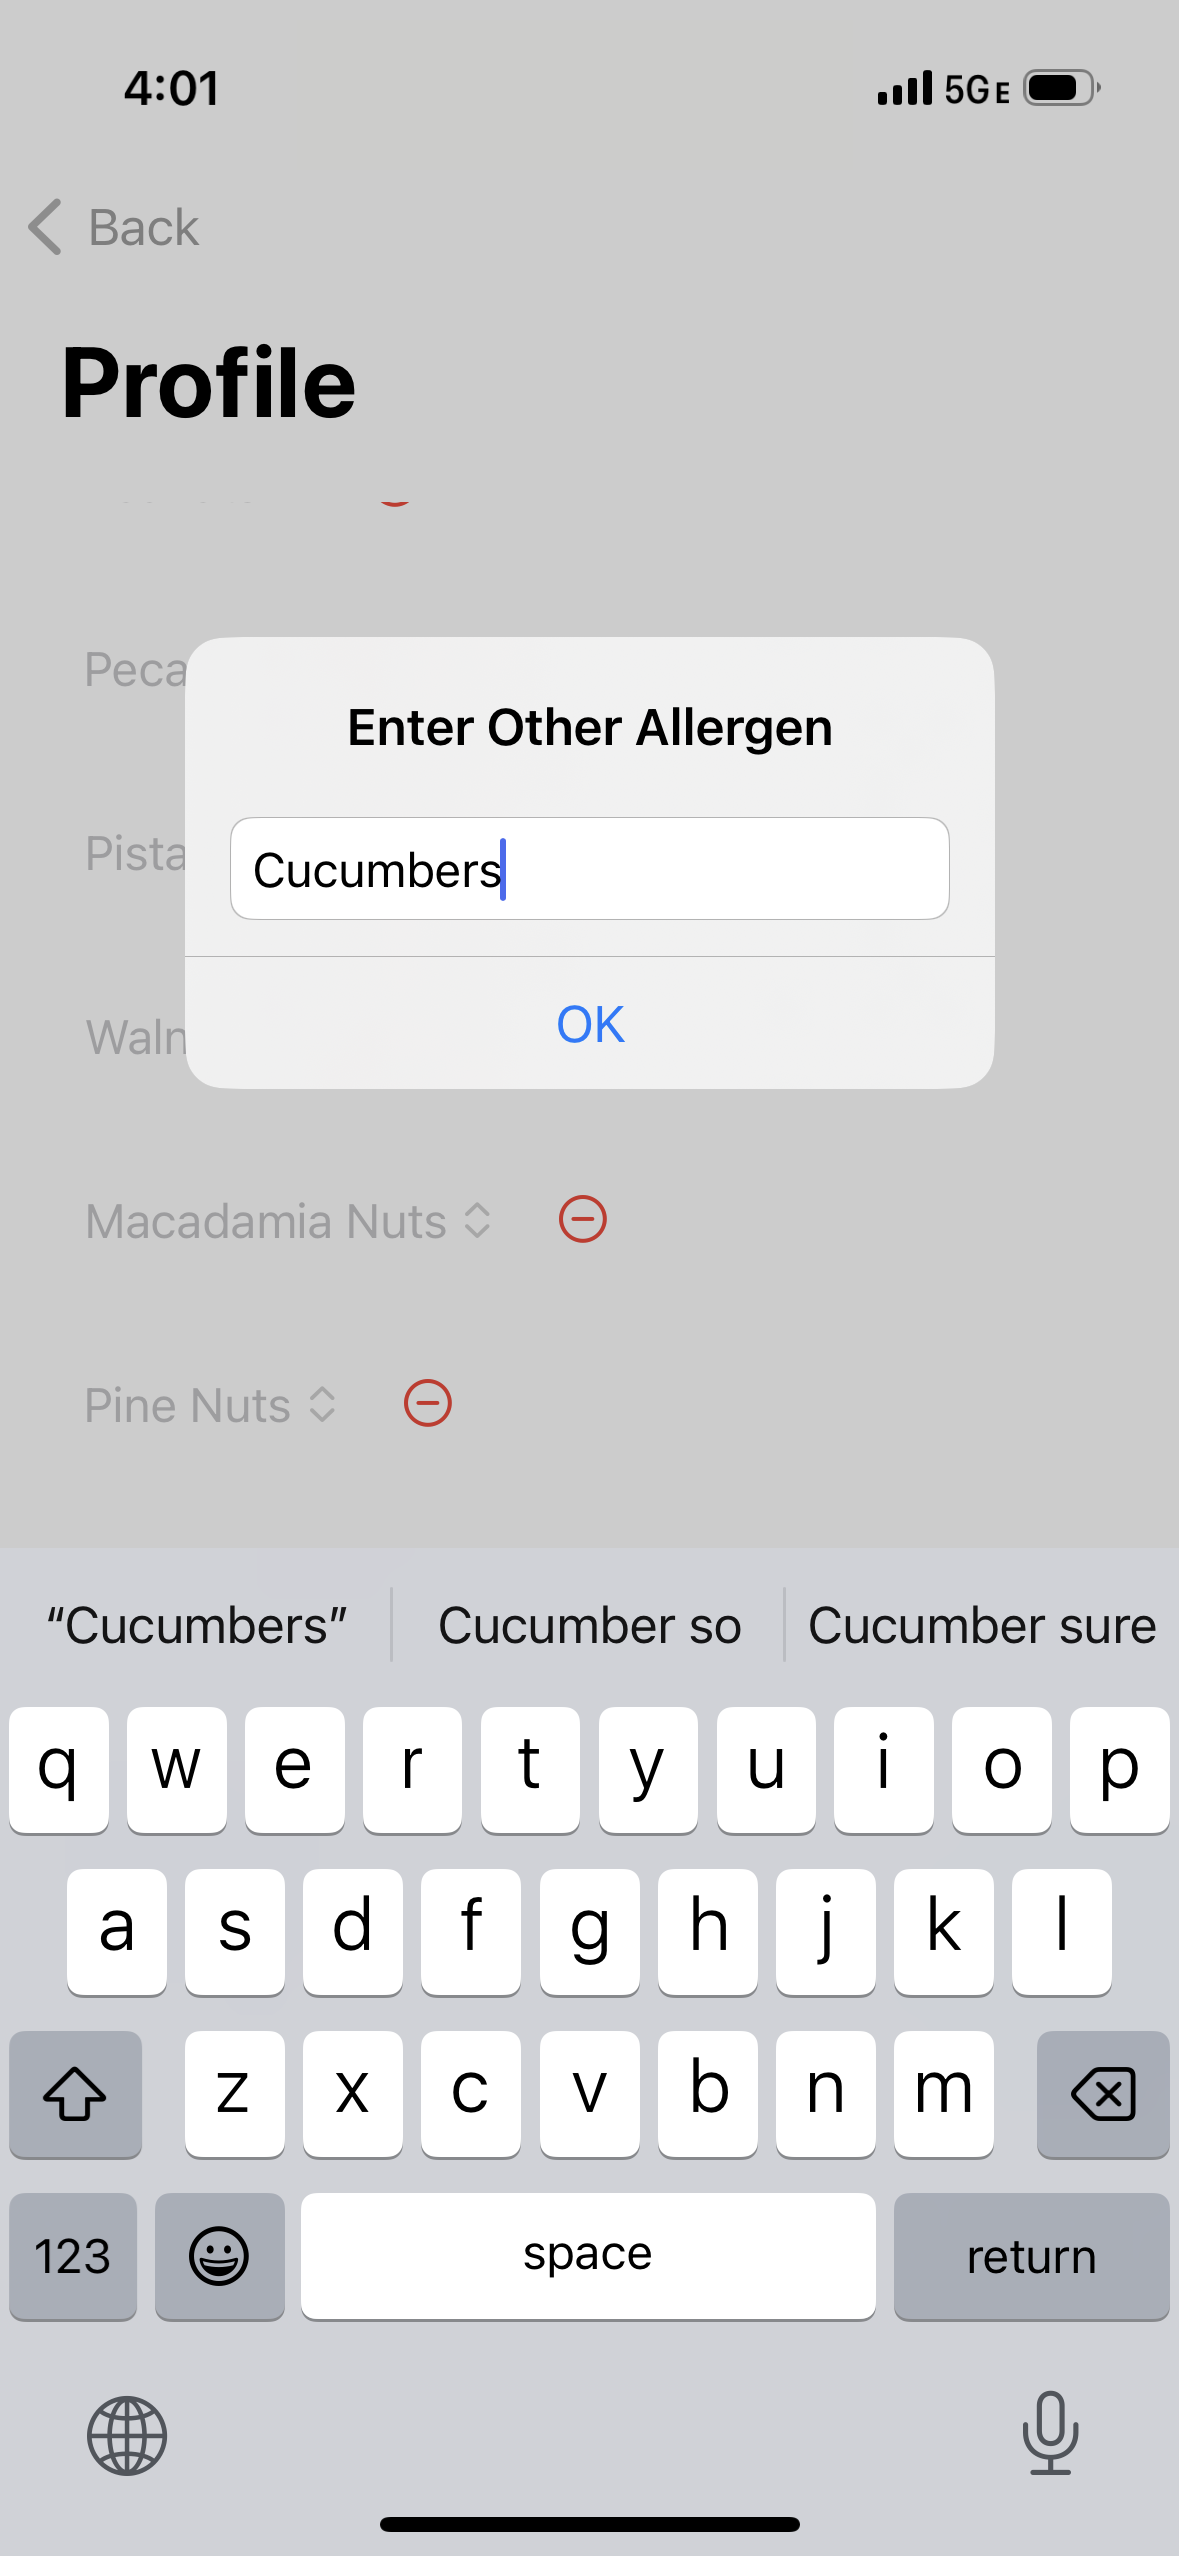 4:01
5G E
Back
Profile
Peca
Enter Other Allergen
Pista
Cucumbers
Waln
OK
Macadamia Nuts
Pine Nuts
“Cucumbers” Cucumber so Cucumber sure
q w e r t y u i o p
a s d f g h j k l
z x c v b n m
123 space return